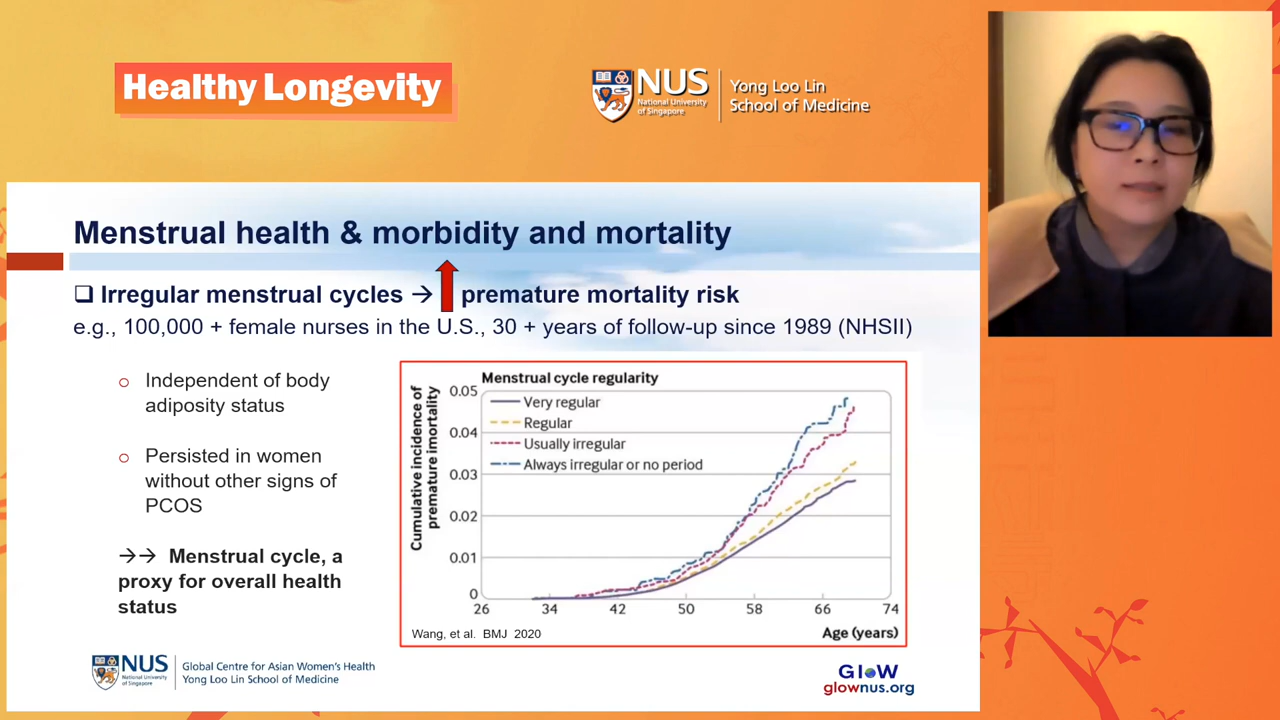 Healthy Longevity
NUS
National University
of Singapore
Yong Loo Lin
School of Medicine
Menstrual health & morbidity and mortality
❑ Irregular menstrual cycles → premature mortality risk
e.g., 100,000 + female nurses in the U.S., 30 + years of follow-up since 1989 (NHSII)
o Independent of body
adiposity status
o Persisted in women
without other signs of
PCOS
→→ Menstrual cycle, a
proxy for overall health
status
Menstrual cycle regularity
Cumulative incidence of
premature imortality
0.05
0.04
0.03
0.02
0.01
0
Very regular
Regular
Usually irregular
Always irregular or no period
26 34 42 50 58 66 74
Wang, et al. BMJ 2020
Age (years)
NUS
National University
of Singapore
Global Centre for Asian Women's Health
Yong Loo Lin School of Medicine
GloW
glownus.org